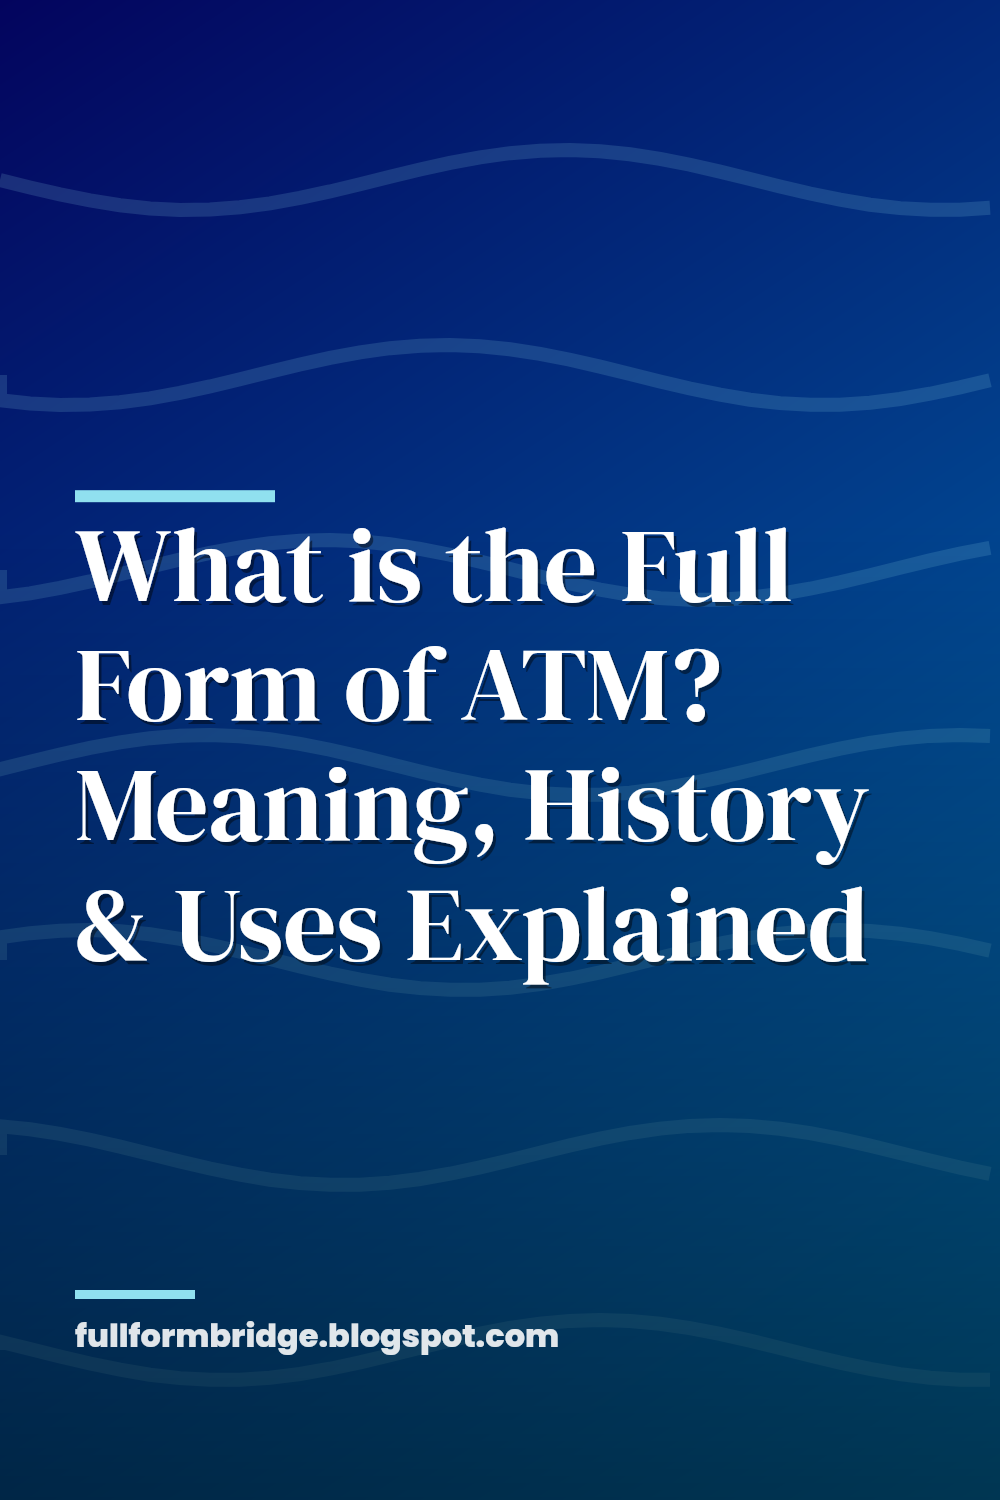 What is the Full
Form of ATM?
Meaning, History
& Uses Explained
fullformbridge.blogspot.com